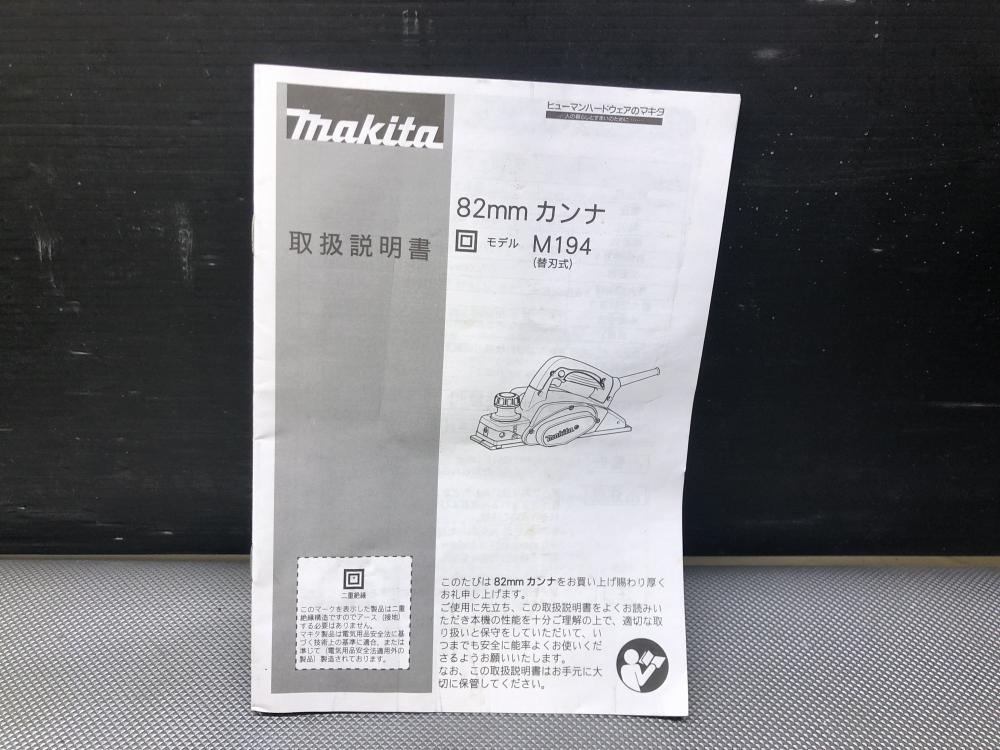 makita
取扱説明書
ヒューマンハードウェアのマキタ
人の暮らしとすまいのために
82mm カンナ
モデル M194
(替刃式)
makita
二重絶縁
このマークを表示した製品は二重
絶縁構造ですのでアース (接地)
する必要はありません。
マキタ製品は電気用品安全法に基
づく技術上の基準に適合、または
準じて (電気用品安全法適用外の
製品) 製造されております。
このたびは 82mm カンナをお買い上げ賜わり厚く
お礼申し上げます。
ご使用に先立ち、この取扱説明書をよくお読みい
ただき本機の性能を十分ご理解の上で、適切な取
り扱いと保守をしていただいて、い
つまでも安全に能率よくお使いくだ
さるようお願いいたします。
なお、この取扱説明書はお手元に大
切に保管してください。